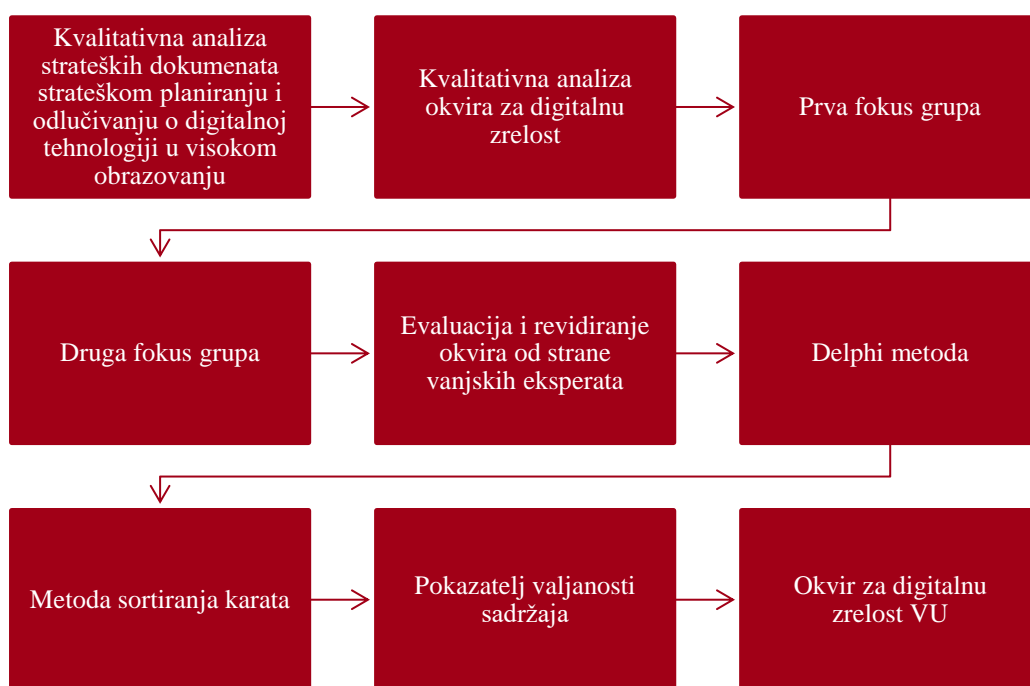 Kvalitativna analiza
strateških dokumenata
strateškom planiranju i
odlučivanju o digitalnoj
tehnologiji u visokom
obrazovanju
Kvalitativna analiza
okvira za digitalnu
zrelost
Prva fokus grupa
Druga fokus grupa
Evaluacija i revidiranje
okvira od strane
vanjskih eksperata
Delphi metoda
Metoda sortiranja karata
Pokazatelj valjanosti
sadržaja
Okvir za digitalnu
zrelost VU